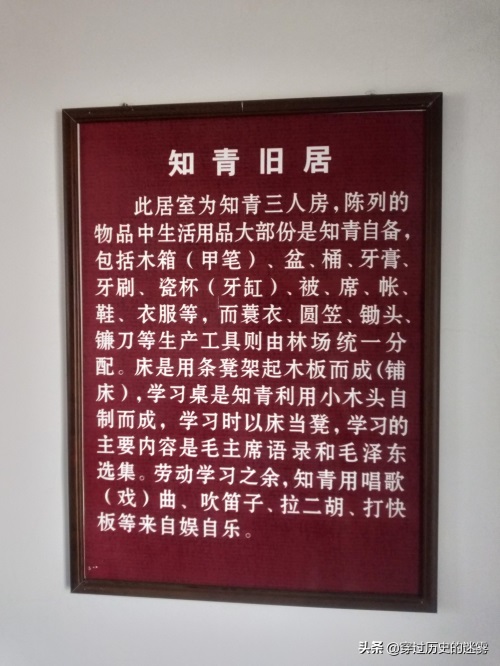 知青旧居
此居室为知青三人房，陈列的
物品中生活用品大部份是知青自备，
包括木箱（甲笔）、盆、桶、牙膏、
牙刷、瓷杯（牙缸）、被、席、帐、
鞋、衣服等，而蓑衣、圆笠、锄头、
镰刀等生产工具则由林场统一分
配。床是用条凳架起木板而成（铺
床），学习桌是知青利用小木头自
制而成，学习时以床当凳，学习的
主要内容是毛主席语录和毛泽东
选集。劳动学习之余，知青用唱歌
（戏）曲、吹笛子、拉二胡、打快
板等来自娱自乐。
头条 @穿过历史的迷雾